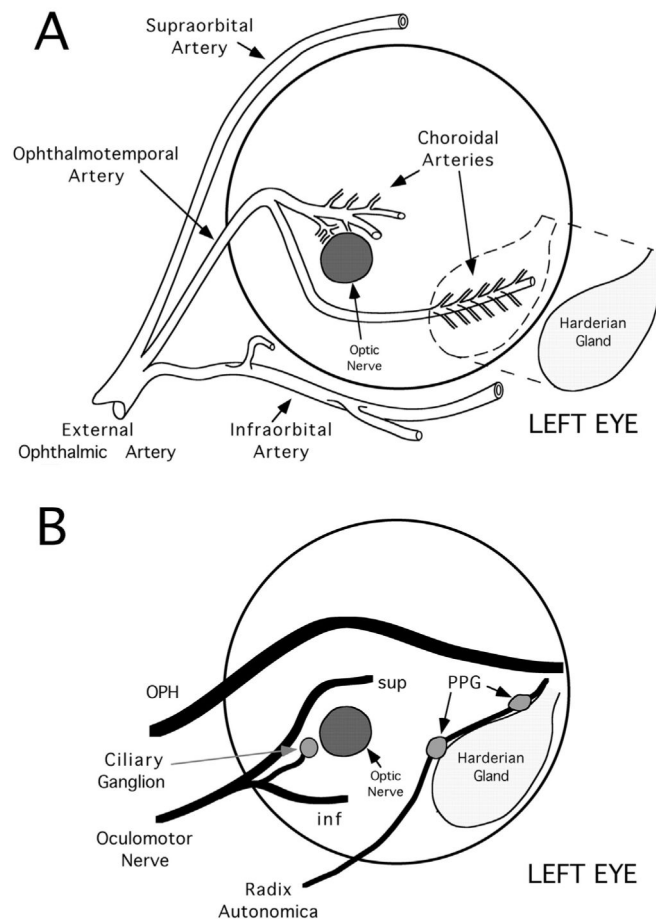 A
Supraorbital
Artery
Ophthalmotemporal
Artery
Choroidal
Arteries
Optic
Nerve
Harderian
Gland
External
Ophthalmic Artery
Infraorbital
Artery
LEFT EYE
B
OPH
sup
PPG
Ciliary
Ganglion
Optic
Nerve
Harderian
Gland
inf
Oculomotor
Nerve
Radix
Autonomica
LEFT EYE